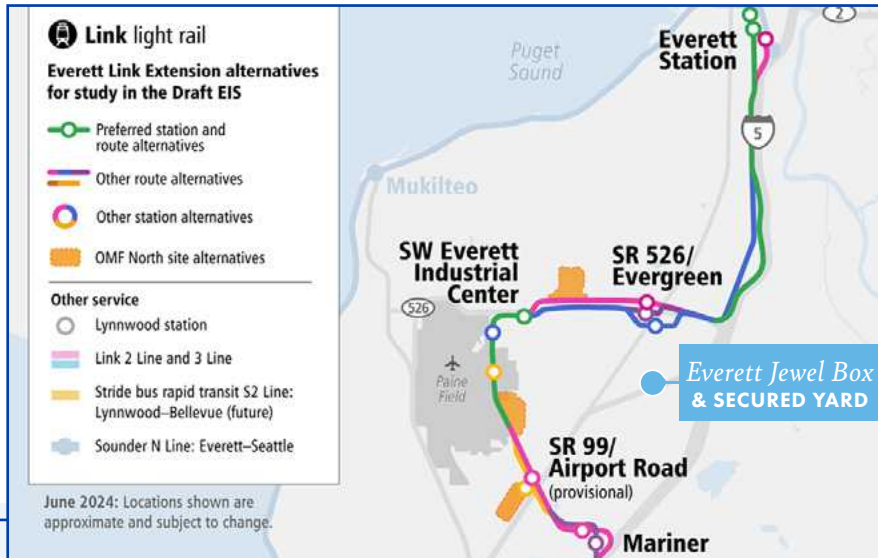 Link light rail
Everett Link Extension alternatives
for study in the Draft EIS
Preferred station and
route alternatives
Other route alternatives
Other station alternatives
OMF North site alternatives
Other service
Lynnwood station
Link 2 Line and 3 Line
Stride bus rapid transit S2 Line:
Lynnwood–Bellevue (future)
Sounder N Line: Everett–Seattle
June 2024: Locations shown are
approximate and subject to change.
Puget
Sound
Everett
Station
2
5
Mukilteo
SW Everett
Industrial
Center
SR 526/
Evergreen
526
Paine
Field
Everett Jewel Box
& SECURED YARD
SR 99/
Airport Road
(provisional)
Mariner